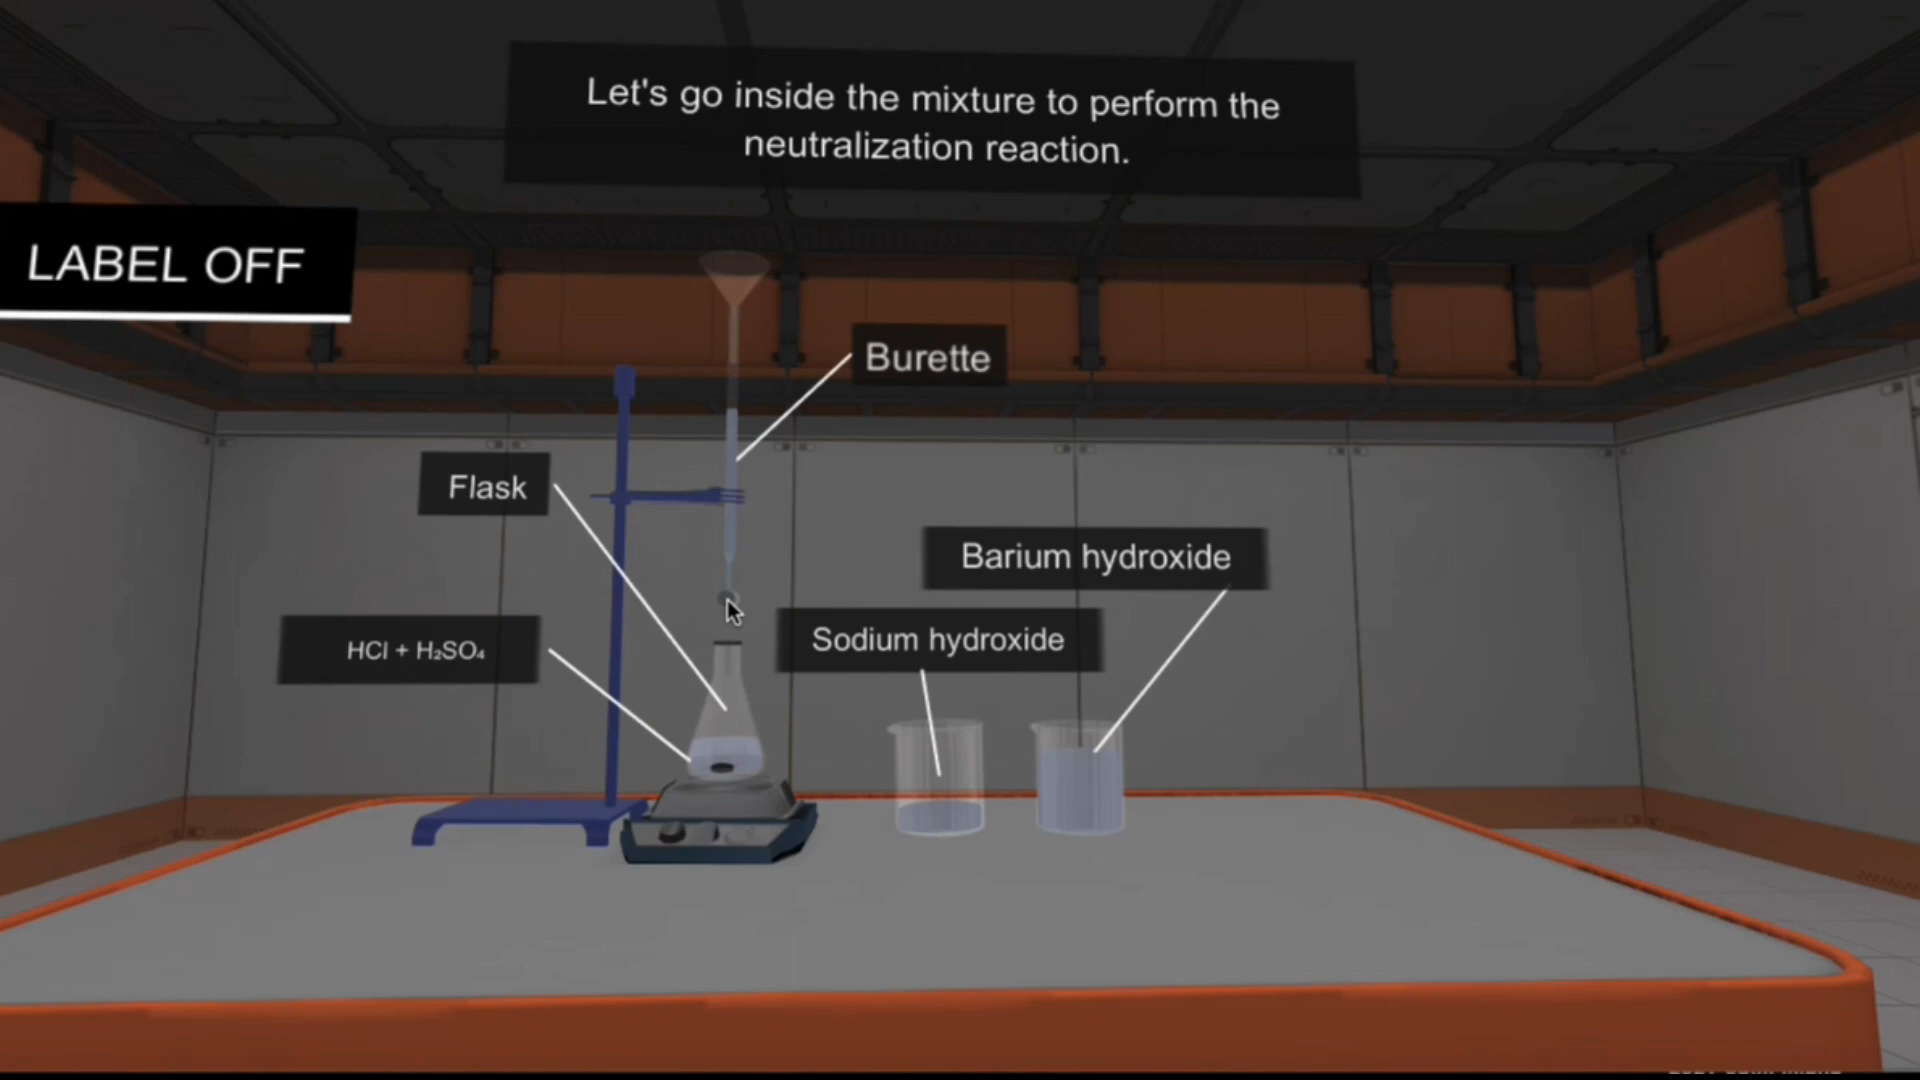 Let's go inside the mixture to perform the
neutralization reaction.
LABEL OFF
Burette
Flask
Barium hydroxide
Sodium hydroxide
HCl + H₂SO₄